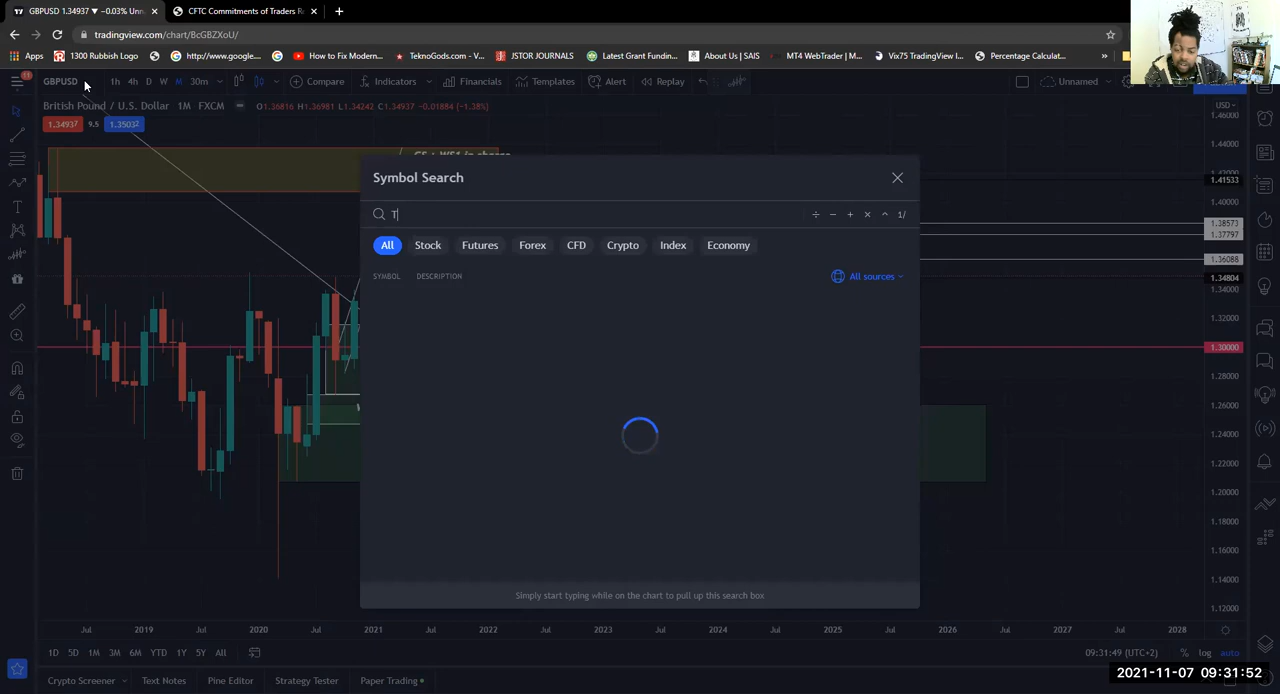 GBPUSD 1.34937 ▼ −0.03% Unn
CFTC Commitments of Traders R
tradingview.com/chart/BcGBZXoU/
Apps
1300 Rubbish Logo
http://www.google....
How to Fix Modern...
TeknoGods.com - V...
JSTOR JOURNALS
Latest Grant Fundin...
About Us | SAIS
MT4 WebTrader | M...
Vix75 TradingView I...
Percentage Calculat...
11
GBPUSD
1h
4h
D
W
M
30m
Compare
Indicators
Financials
Templates
Alert
Replay
Unnamed
British Pound / U.S. Dollar 1M FXCM
O1.36816 H1.36981 L1.34242 C1.34937 −0.01884 (−1.38%)
USD
1.34937
9.5
1.35032
1.46000
1.44000
1.41533
1.40000
1.38573
1.37797
1.36088
1.34804
1.34000
1.32000
1.30000
1.28000
1.26000
1.24000
1.22000
1.20000
1.18000
1.16000
1.14000
1.12000
Symbol Search
T
÷ − + × ^ 1/
All
Stock
Futures
Forex
CFD
Crypto
Index
Economy
SYMBOL
DESCRIPTION
All sources
Simply start typing while on the chart to pull up this search box
Jul
2019
Jul
2020
Jul
2021
Jul
2022
Jul
2023
Jul
2024
Jul
2025
Jul
2026
Jul
2027
Jul
2028
1D
5D
1M
3M
6M
YTD
1Y
5Y
All
09:31:49 (UTC+2)
%
log
auto
Crypto Screener
Text Notes
Pine Editor
Strategy Tester
Paper Trading
2021-11-07 09:31:52